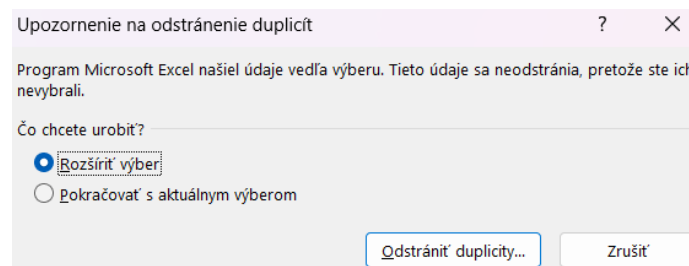 Upozornenie na odstránenie duplicít
Program Microsoft Excel našiel údaje vedľa výberu. Tieto údaje sa neodstránia, pretože ste ich
nevybrali.
Čo chcete urobiť?
Rozšíriť výber
Pokračovať s aktuálnym výberom
Odstrániť duplicity... Zrušiť